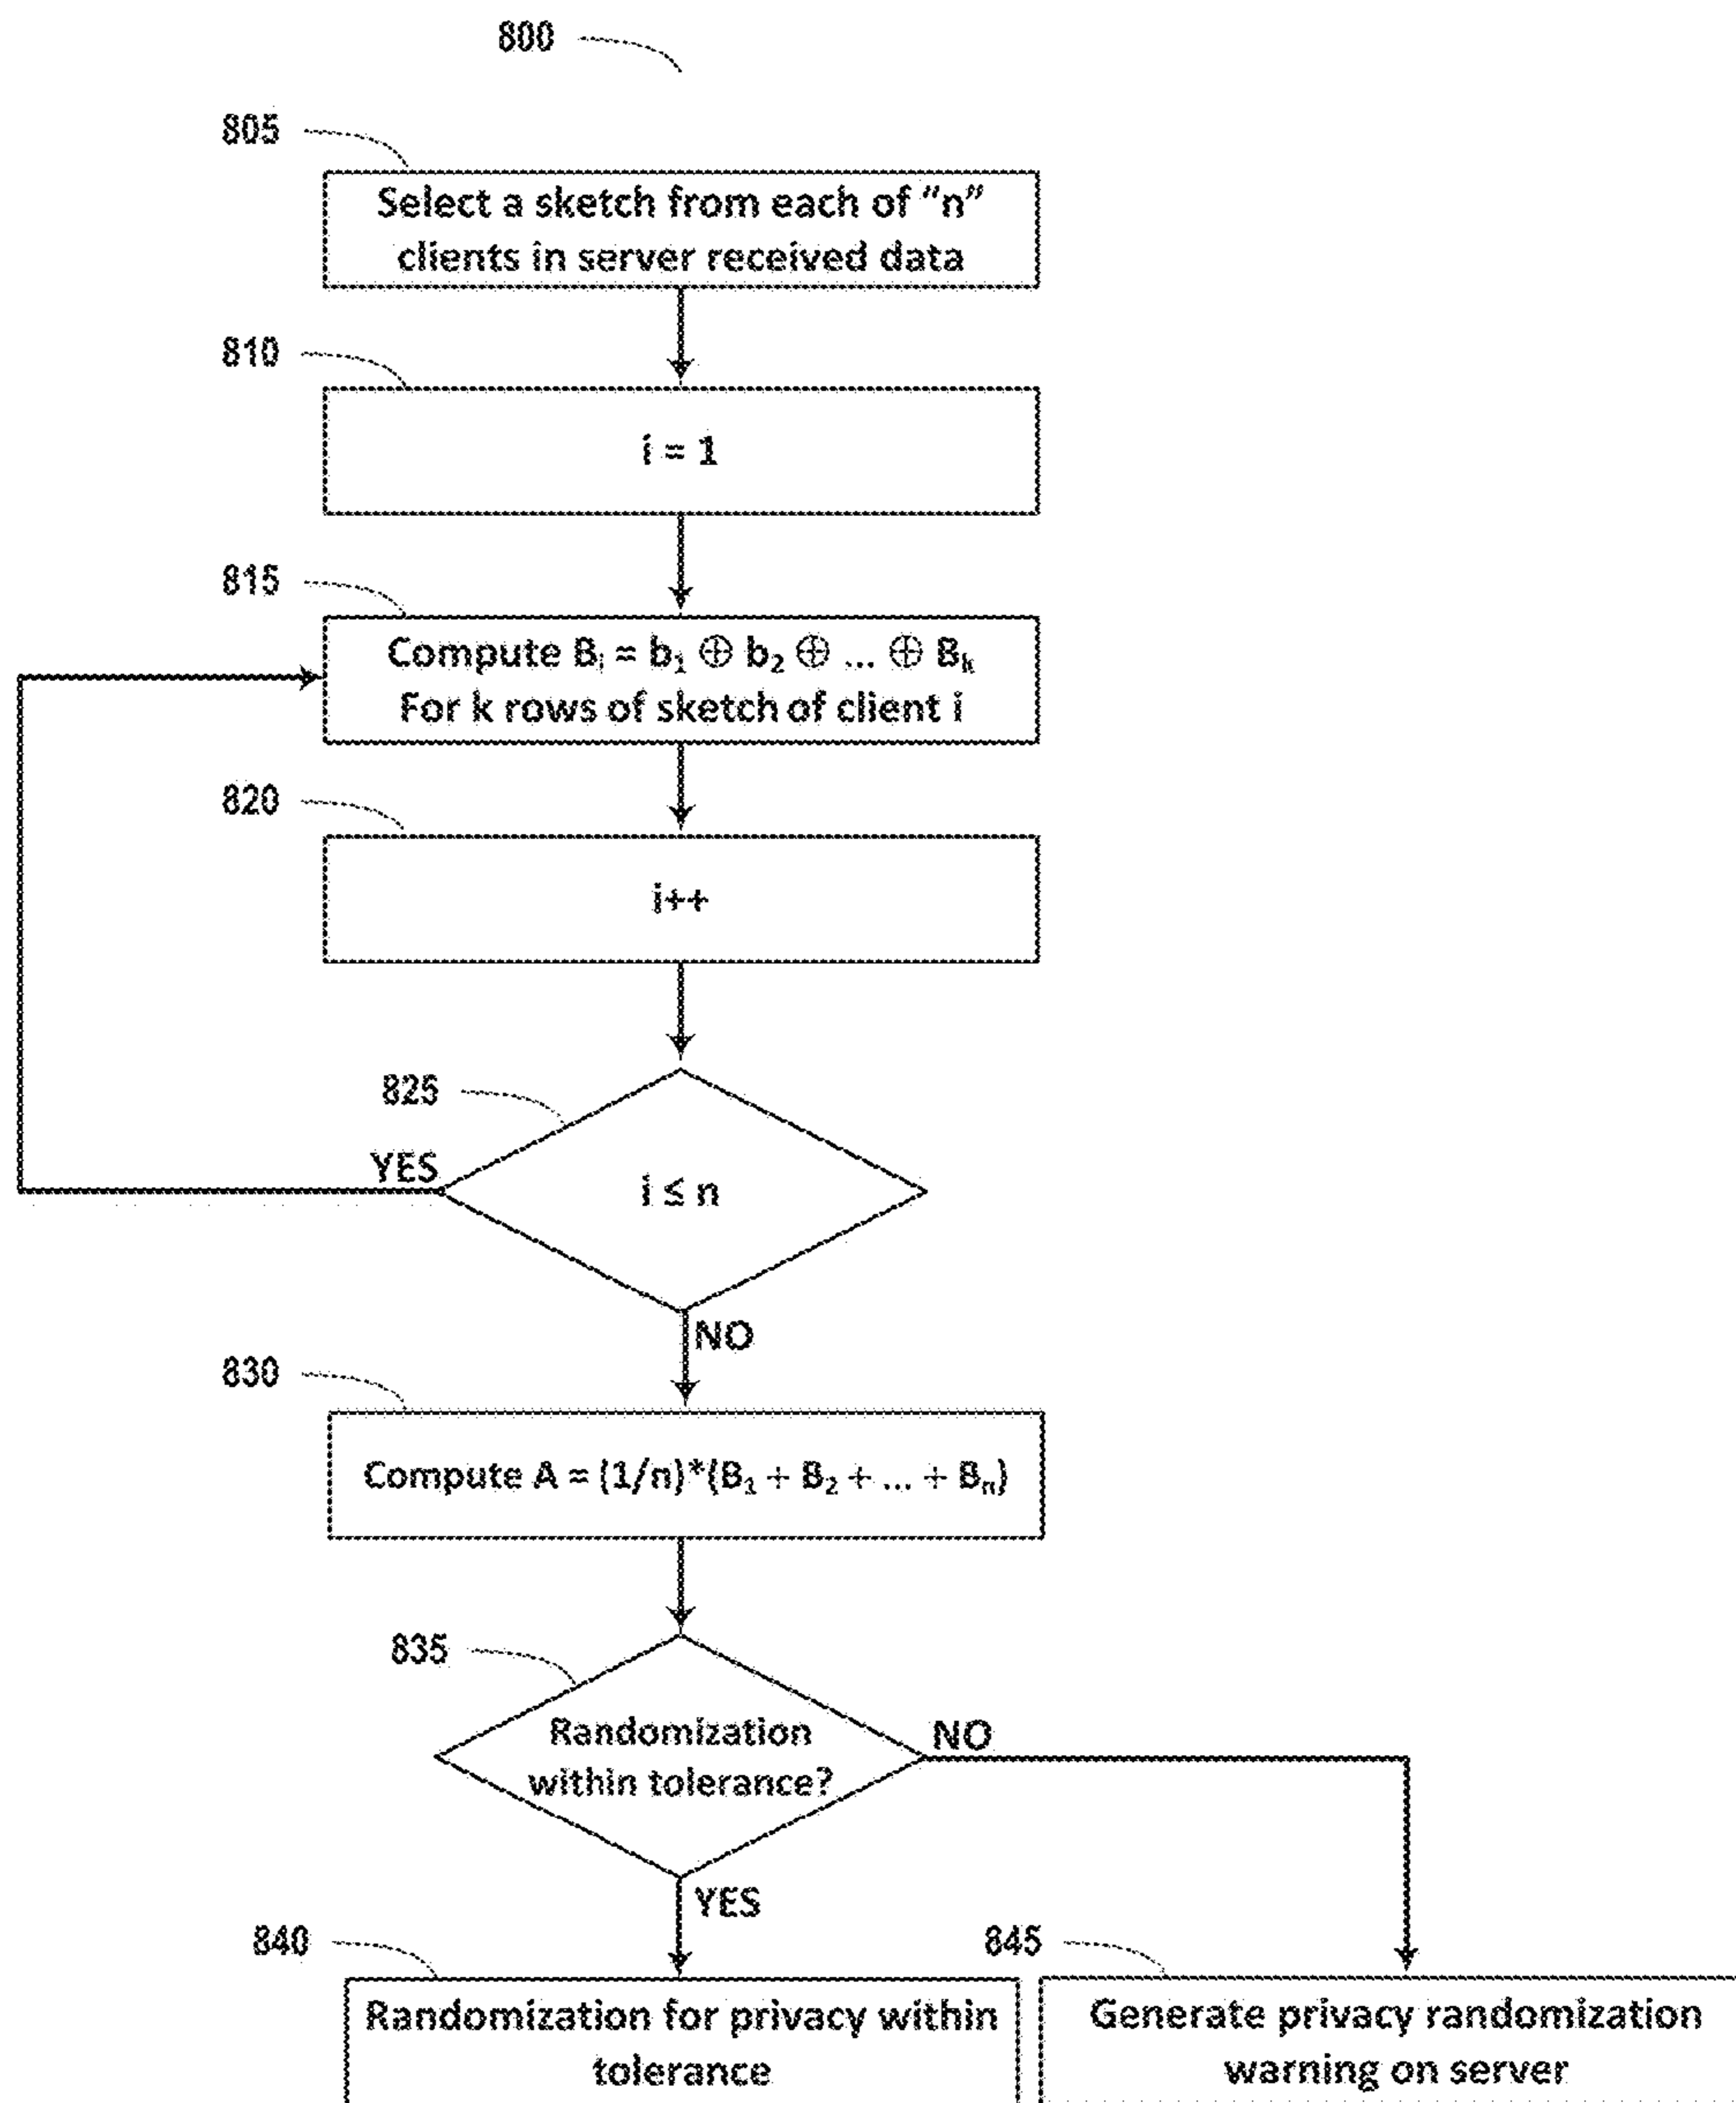 800
805
Select a sketch from each of “n”
clients in server received data
810
i = 1
815
Compute Bᵢ = b₁ ⊕ b₂ ⊕ ... ⊕ Bₖ
For k rows of sketch of client i
820
i++
825
YES
i ≤ n
NO
830
Compute A = (1/n)*(B₁ + B₂ + ... + Bₙ)
835
Randomization
within tolerance?
NO
YES
840
845
Randomization for privacy within
tolerance
Generate privacy randomization
warning on server